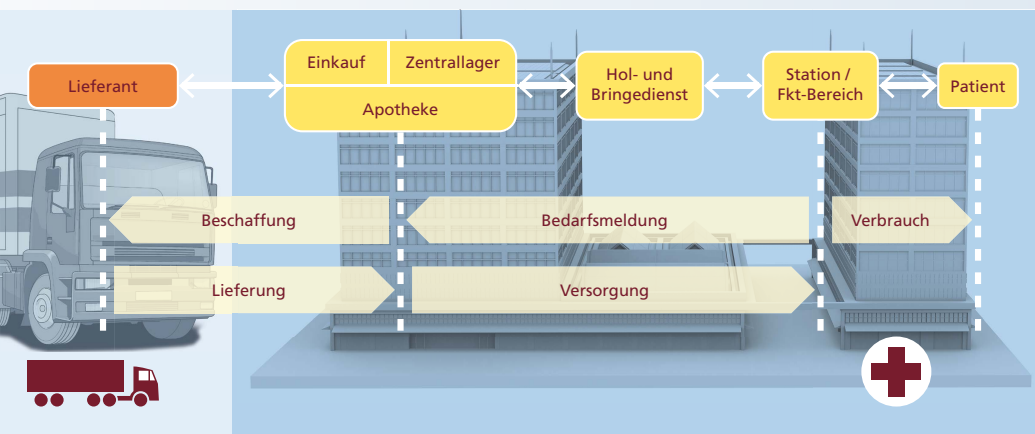 Lieferant
Einkauf
Zentrallager
Apotheke
Hol- und
Bringedienst
Station /
Fkt-Bereich
Patient
Beschaffung
Bedarfsmeldung
Verbrauch
Lieferung
Versorgung